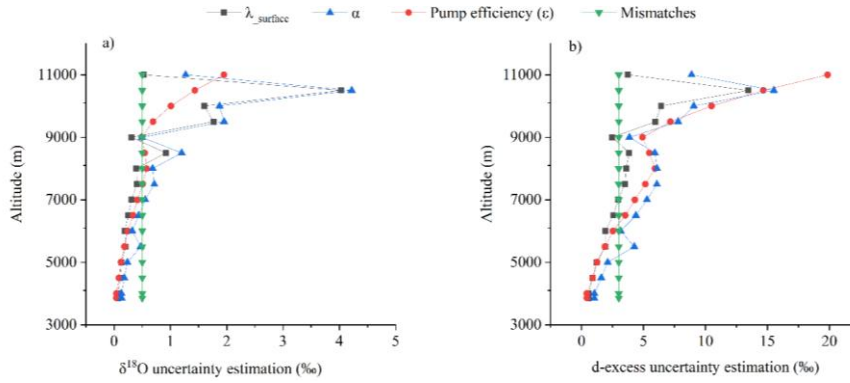 λ_surface α Pump efficiency (ε) Mismatches
a) b)
11000 11000
9000 9000
Altitude (m) Altitude (m)
7000 7000
5000 5000
3000 3000
0 1 2 3 4 5 0 5 10 15 20
δ¹⁸O uncertainty estimation (‰) d-excess uncertainty estimation (‰)